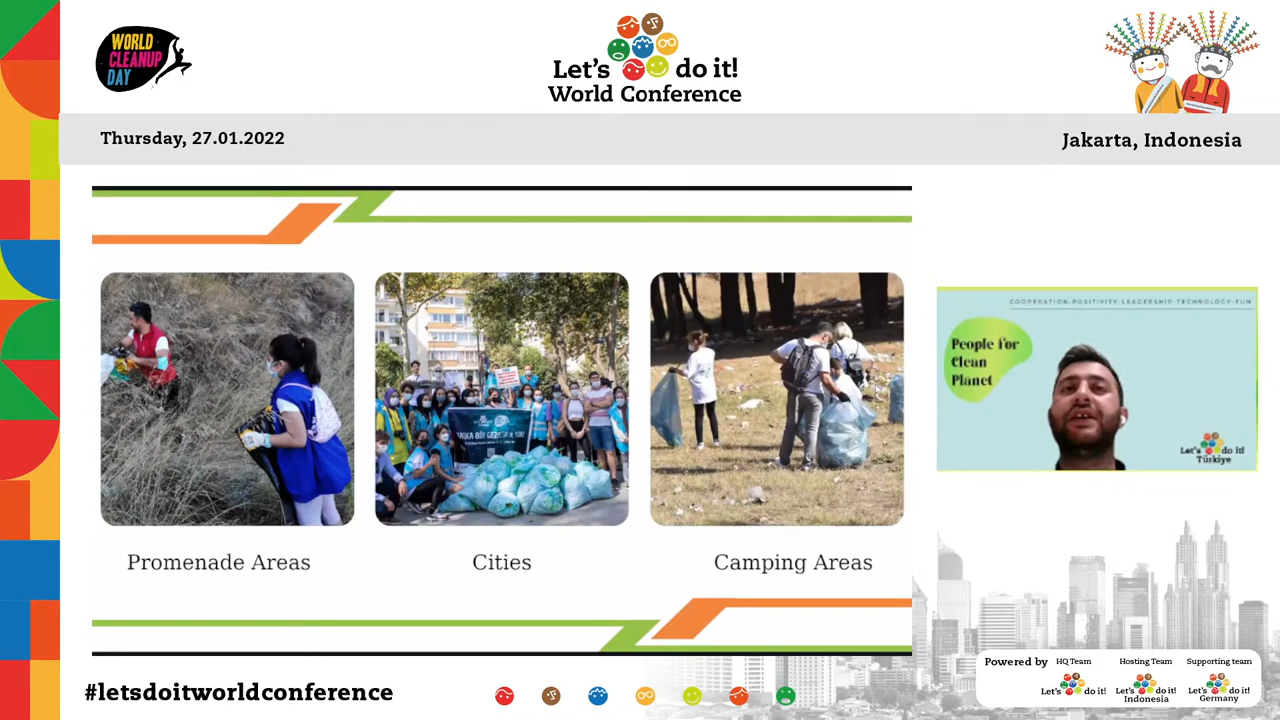 WORLD
CLEANUP
DAY
Let's do it!
World Conference
Thursday, 27.01.2022
Jakarta, Indonesia
COOPERATION-POSITIVITY-LEADERSHIP-TECHNOLOGY-FUN
People For
Clean
Planet
Let's do it!
Türkiye
Promenade Areas
Cities
Camping Areas
#letsdoitworldconference
Powered by
HQ Team
Hosting Team
Supporting team
Let's do it!
Let's do it!
Indonesia
Let's do it!
Germany